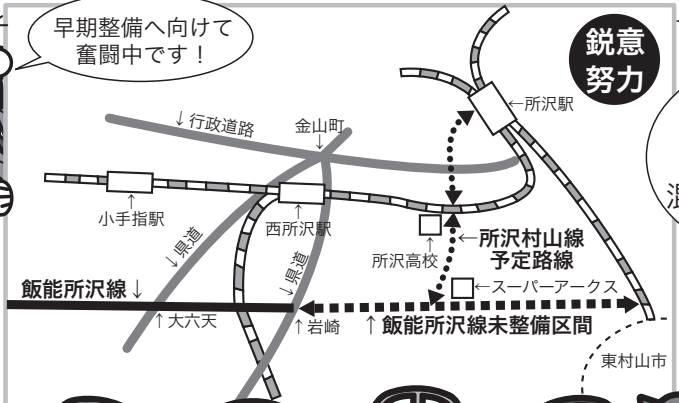 早期整備へ向けて
奮闘中です！
鋭意
努力
←所沢駅
↓行政道路
金山町
↓
↑
小手指駅
↑
西所沢駅
↑
所沢高校
←所沢村山線
予定路線
↓県道
↓県道
←スーパーアークス
飯能所沢線↓
↑大六天
↑岩崎
↑飯能所沢線未整備区間
東村山市
混